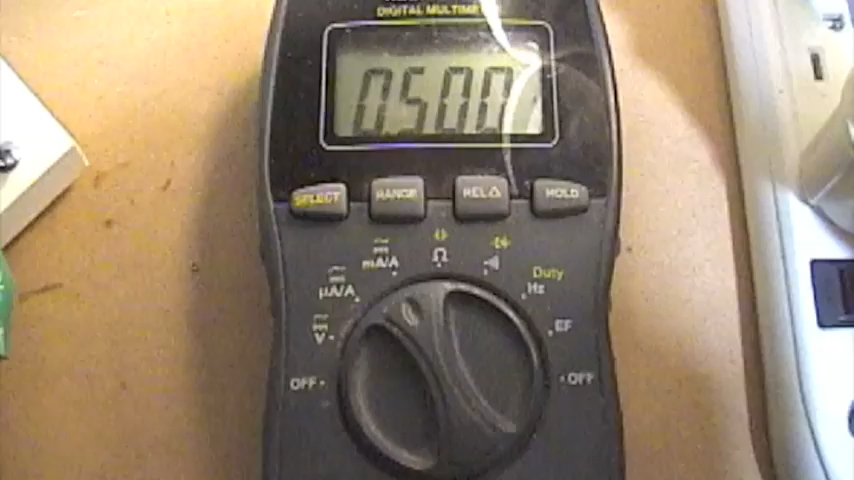 DIGITAL MULTIME
0.500
SELECT
RANGE
REL△
HOLD
mA/A
Ω
µA/A
Duty
Hz
V
EF
OFF
OFF